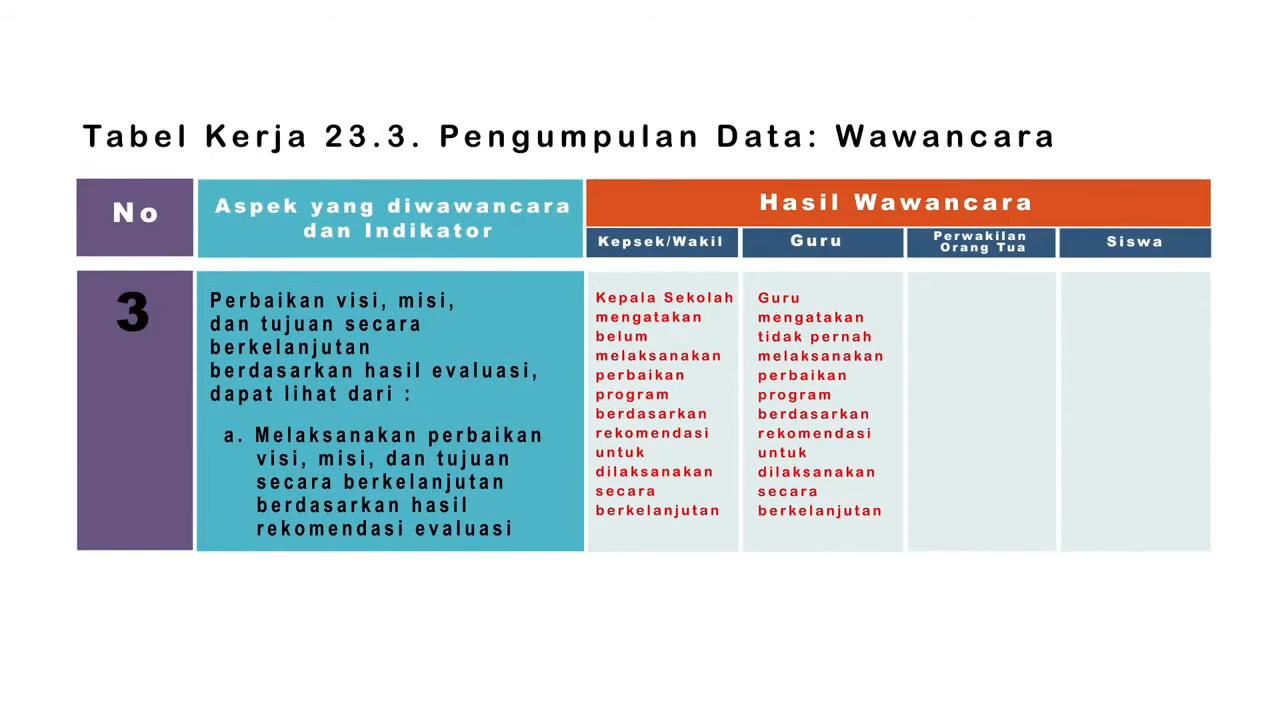 Tabel Kerja 23.3. Pengumpulan Data: Wawancara
No
Aspek yang diwawancara
dan Indikator
Hasil Wawancara
Kepsek/Wakil
Guru
Perwakilan
Orang Tua
Siswa
3
Perbaikan visi, misi,
dan tujuan secara
berkelanjutan
berdasarkan hasil evaluasi,
dapat lihat dari :
a. Melaksanakan perbaikan
visi, misi, dan tujuan
secara berkelanjutan
berdasarkan hasil
rekomendasi evaluasi
Kepala Sekolah
mengatakan
belum
melaksanakan
perbaikan
program
berdasarkan
rekomendasi
untuk
dilaksanakan
secara
berkelanjutan
Guru
mengatakan
tidak pernah
melaksanakan
perbaikan
program
berdasarkan
rekomendasi
untuk
dilaksanakan
secara
berkelanjutan